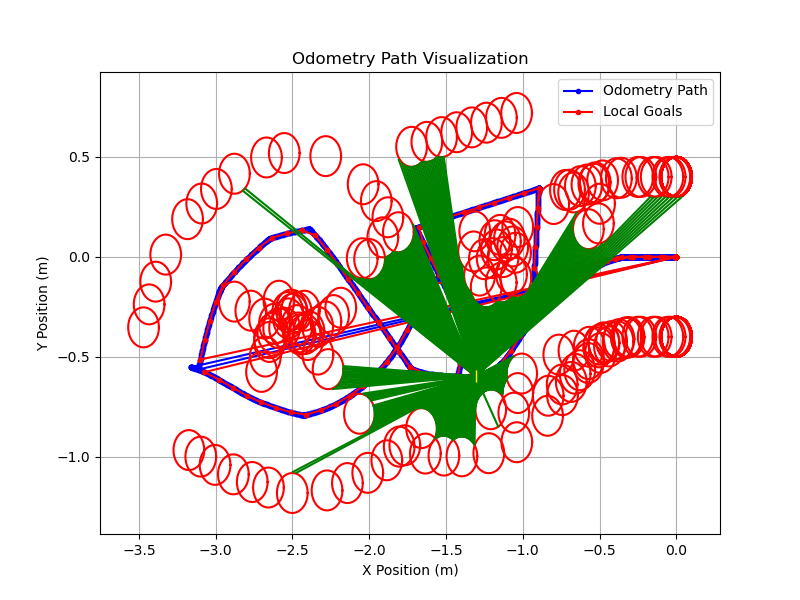 Odometry Path Visualization
Odometry Path
Local Goals
Y Position (m)
0.5
0.0
−0.5
−1.0
−3.5 −3.0 −2.5 −2.0 −1.5 −1.0 −0.5 0.0
X Position (m)